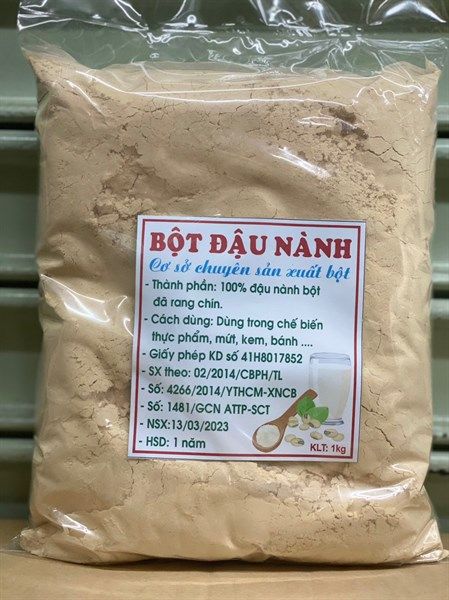 BỘT ĐẬU NÀNH
Cơ sở chuyên sản xuất bột
- Thành phần: 100% đậu nành bột
đã rang chín.
- Cách dùng: Dùng trong chế biến
thực phẩm, mứt, kem, bánh ....
- Giấy phép KD số 41H8017852
- SX theo: 02/2014/CBPH/TL
- Số: 4266/2014/YTHCM-XNCB
- Số: 1481/GCN ATTP-SCT
- NSX:13/03/2023
- HSD: 1 năm
KLT: 1kg